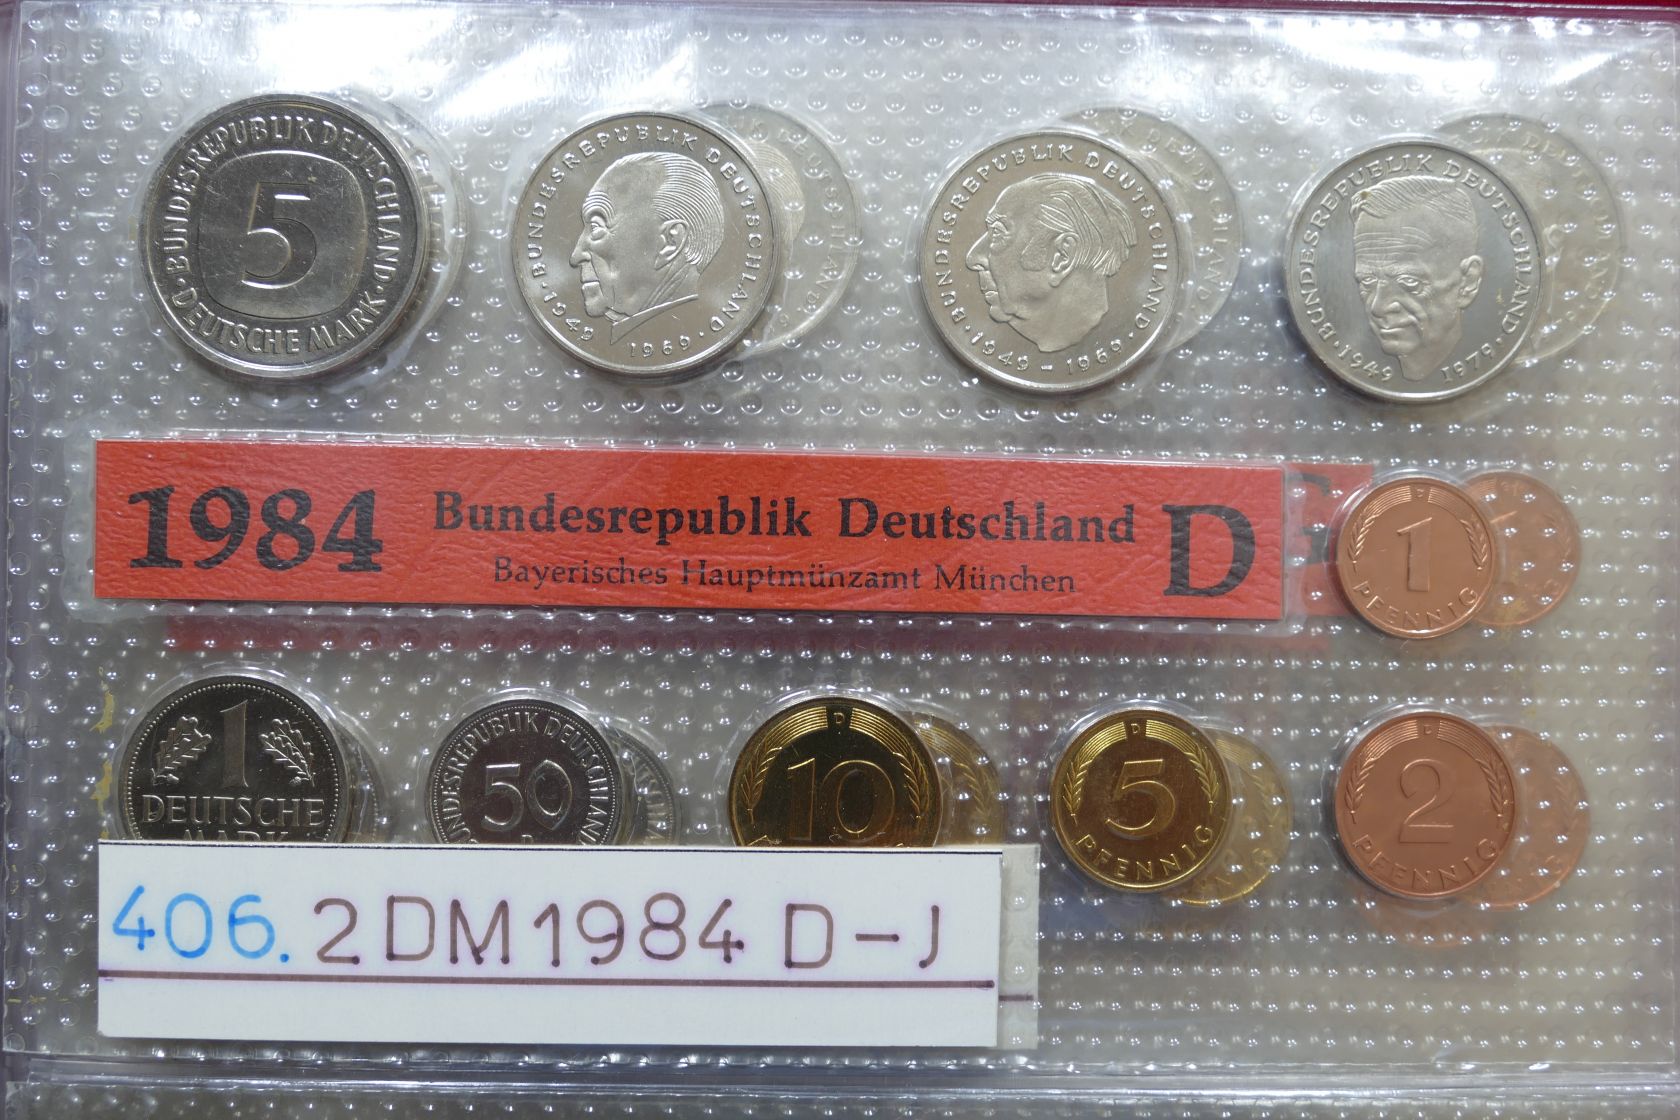 BUNDESREPUBLIK DEUTSCHLAND
5
DEUTSCHE MARK
BUNDESREPUBLIK DEUTSCHLAND
1949 1969
BUNDESREPUBLIK DEUTSCHLAND
1949 - 1969
BUNDESREPUBLIK DEUTSCHLAND
1949 1979
1984 Bundesrepublik Deutschland D
Bayerisches Hauptmünzamt München
1
PFENNIG
1
DEUTSCHE
MARK
BUNDESREPUBLIK DEUTSCHLAND
50
D
10
D
5
PFENNIG
2
PFENNIG
406. 2DM1984 D-J